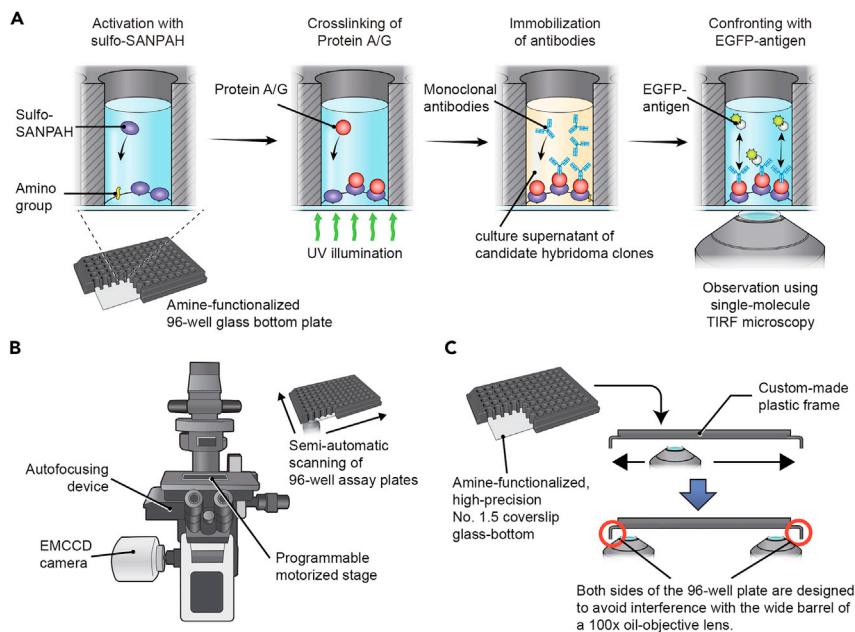 A
Activation with
sulfo-SANPAH
Crosslinking of
Protein A/G
Immobilization
of antibodies
Confronting with
EGFP-antigen
Sulfo-
SANPAH
Amino
group
Protein A/G
Monoclonal
antibodies
EGFP-
antigen
UV illumination
culture supernatant of
candidate hybridoma clones
Amine-functionalized
96-well glass bottom plate
Observation using
single-molecule
TIRF microscopy
B
Semi-automatic
scanning of
96-well assay plates
Autofocusing
device
EMCCD
camera
Programmable
motorized stage
C
Custom-made
plastic frame
Amine-functionalized,
high-precision
No. 1.5 coverslip
glass-bottom
Both sides of the 96-well plate are designed
to avoid interference with the wide barrel of
a 100x oil-objective lens.